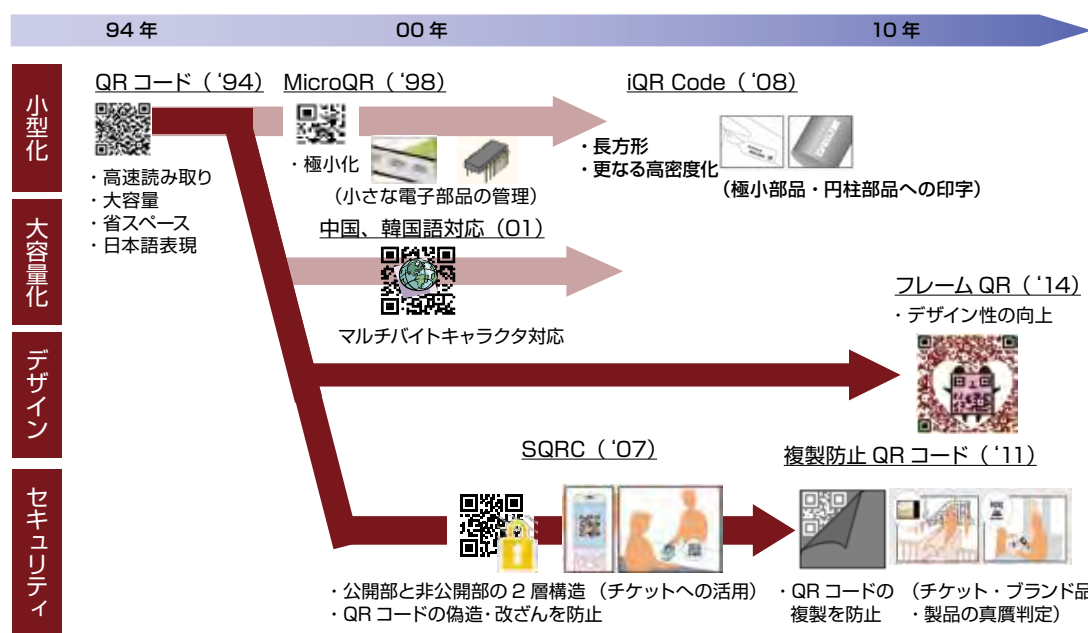 94 年
00 年
10 年
小型化
QR コード（ʻ94）
MicroQR（ʻ98）
iQR Code（ʻ08）
・高速読み取り
・大容量
・省スペース
・日本語表現
・極小化
（小さな電子部品の管理）
・長方形
・更なる高密度化
（極小部品・円柱部品への印字）
大容量化
中国、韓国語対応（01）
マルチバイトキャラクタ対応
デザイン
フレーム QR（ʻ14）
・デザイン性の向上
セキュリティ
SQRC（ʻ07）
・公開部と非公開部の 2 層構造（チケットへの活用）
・QR コードの偽造・改ざんを防止
複製防止 QR コード（ʻ11）
・QR コードの
複製を防止
（チケット・ブランド品
・製品の真贋判定）